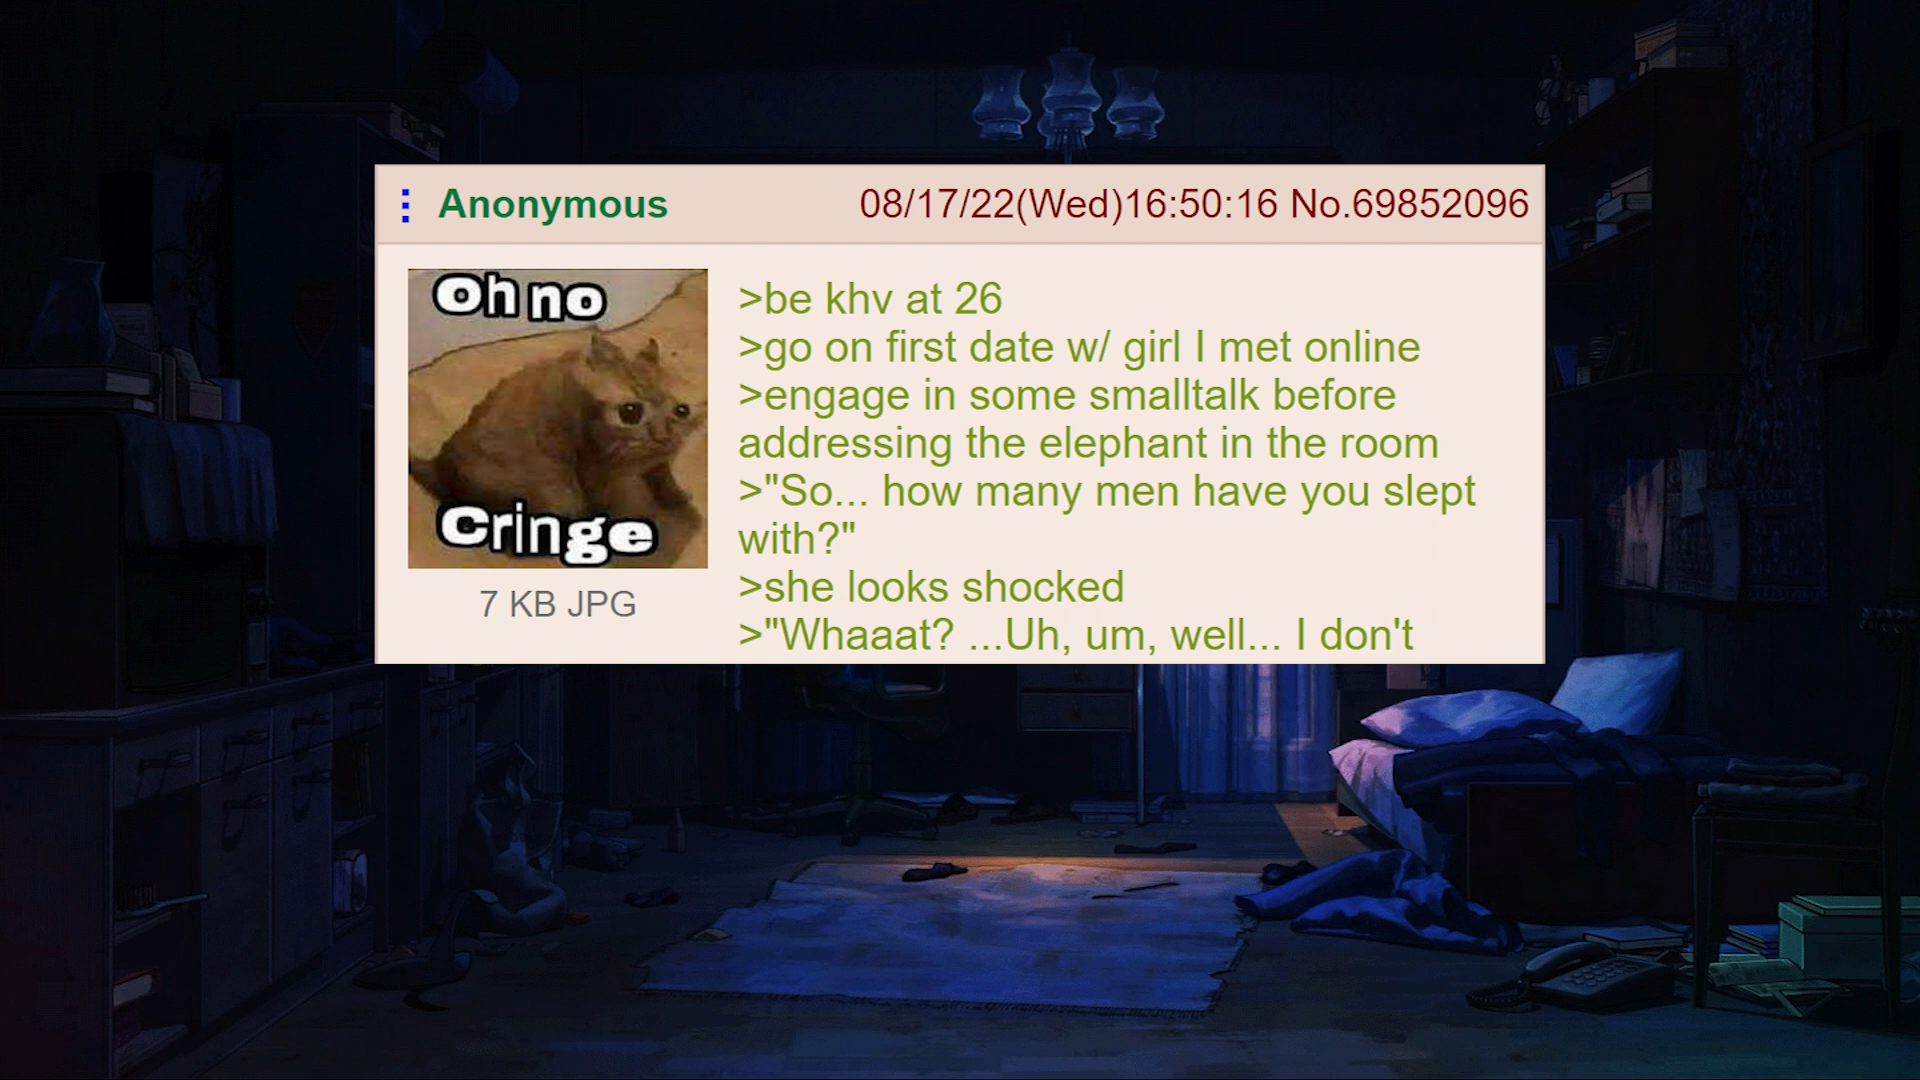 Anonymous 08/17/22(Wed)16:50:16 No.69852096
Oh no
Cringe
7 KB JPG
>be khv at 26
>go on first date w/ girl I met online
>engage in some smalltalk before
addressing the elephant in the room
>"So... how many men have you slept
with?"
>she looks shocked
>"Whaaat? ...Uh, um, well... I don't